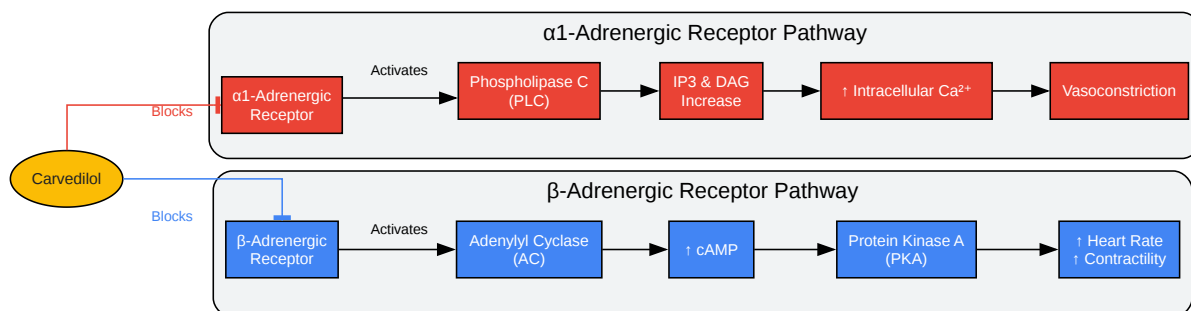 α1-Adrenergic Receptor Pathway
Activates
α1-Adrenergic
Receptor
Phospholipase C
(PLC)
IP3 & DAG
Increase
↑ Intracellular Ca²⁺
Vasoconstriction
Blocks
Carvedilol
β-Adrenergic Receptor Pathway
Blocks
Activates
β-Adrenergic
Receptor
Adenylyl Cyclase
(AC)
↑ cAMP
Protein Kinase A
(PKA)
↑ Heart Rate
↑ Contractility